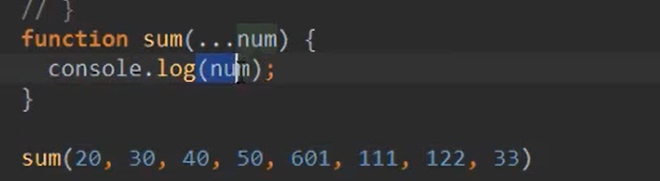 // }
function sum(...num) {
  console.log(num);
}

sum(20, 30, 40, 50, 601, 111, 122, 33)